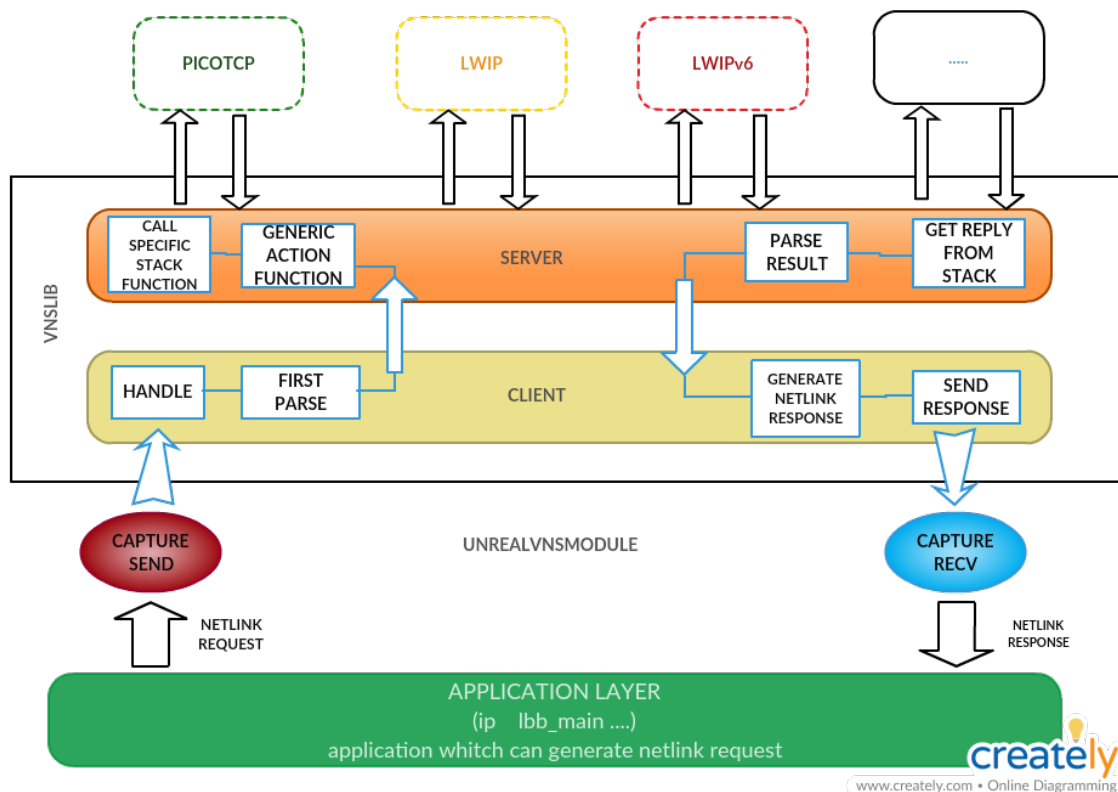 PICOTCP
LWIP
LWIPv6
.....
VNSLIB
CALL
SPECIFIC
STACK
FUNCTION
GENERIC
ACTION
FUNCTION
SERVER
PARSE
RESULT
GET REPLY
FROM
STACK
HANDLE
FIRST
PARSE
CLIENT
GENERATE
NETLINK
RESPONSE
SEND
RESPONSE
CAPTURE
SEND
UNREALVNSMODULE
CAPTURE
RECV
NETLINK
REQUEST
NETLINK
RESPONSE
APPLICATION LAYER
(ip lbb_main ....)
application whitch can generate netlink request
creately
www.creately.com • Online Diagramming